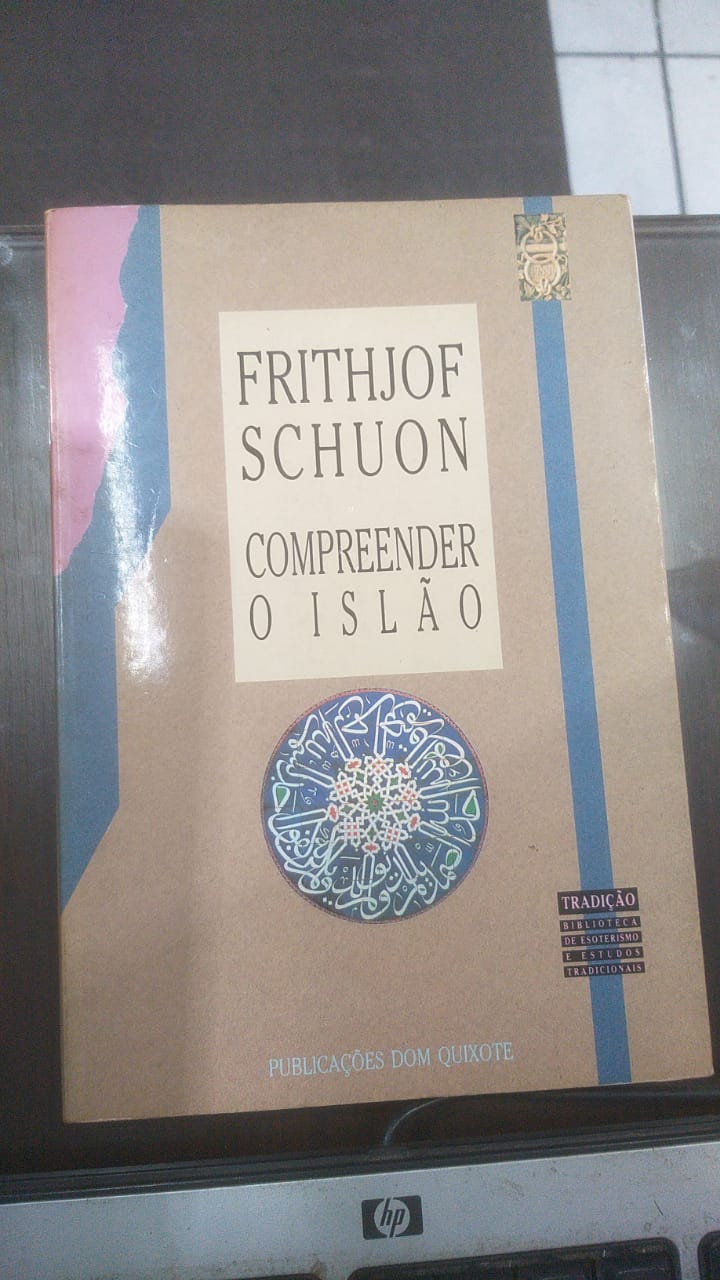 FRITHJOF
SCHUON
COMPREENDER
O ISLÃO
TRADIÇÃO
BIBLIOTECA
DE ESOTERISMO
E ESTUDOS
TRADICIONAIS
PUBLICAÇÕES DOM QUIXOTE
hp